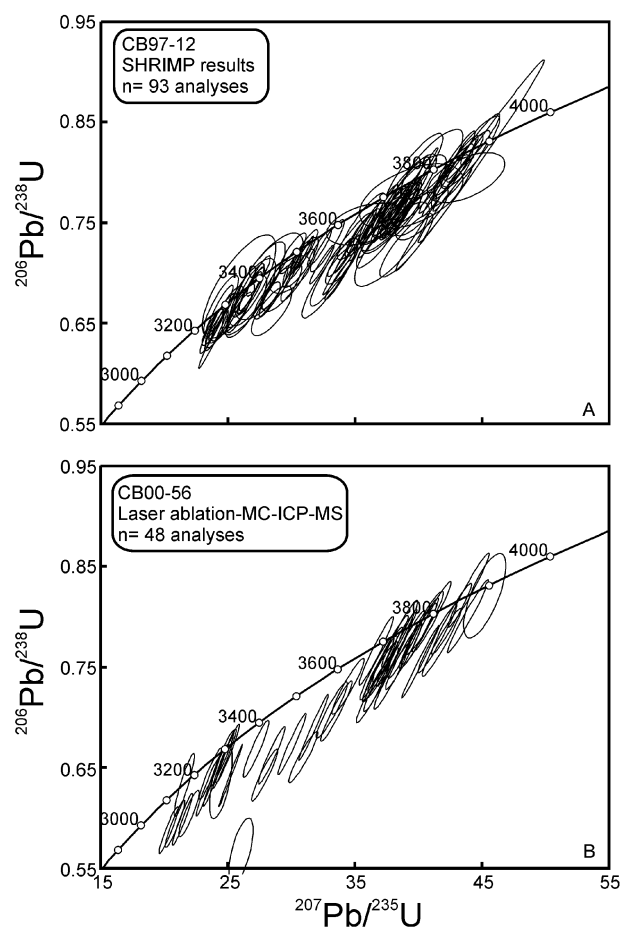 0.95
CB97-12
SHRIMP results
n= 93 analyses
4000
0.85
3800
0.75
3600
3400
0.65
3200
3000
0.55
A
206Pb/238U
0.95
CB00-56
Laser ablation-MC-ICP-MS
n= 48 analyses
4000
0.85
3800
0.75
3600
3400
0.65
3200
3000
0.55
B
206Pb/238U
15 25 35 45 55
207Pb/235U